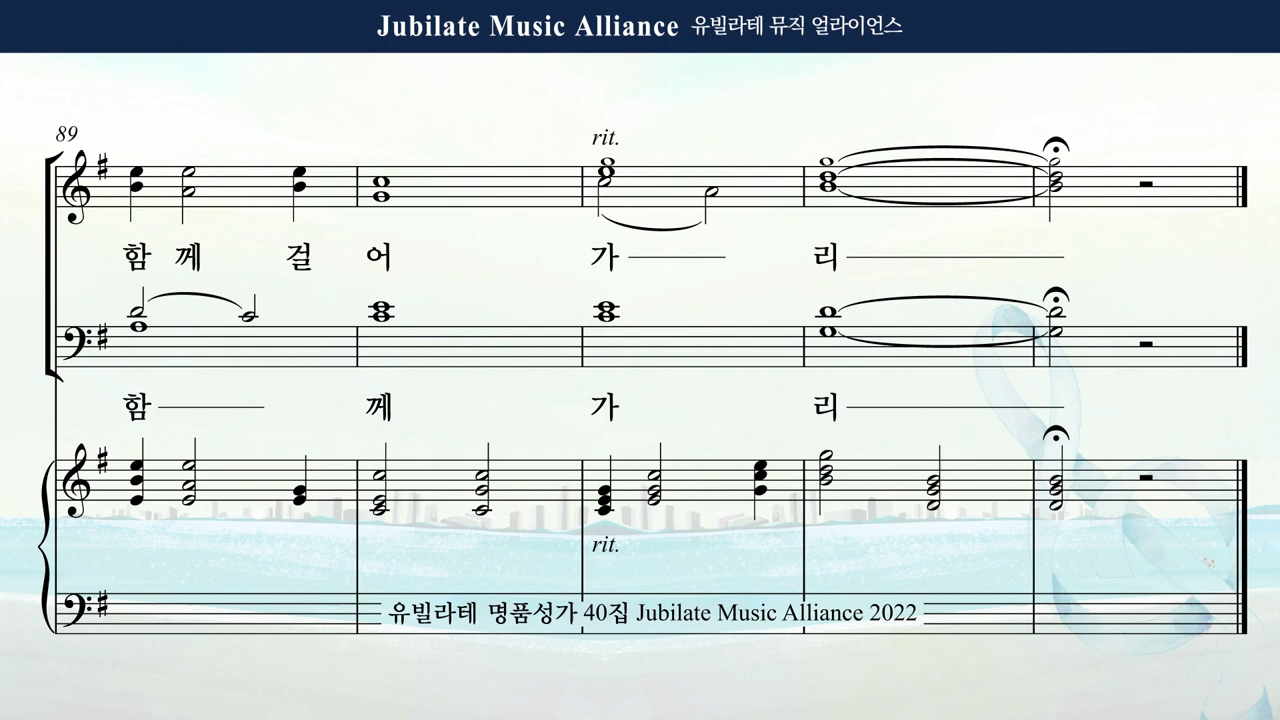 Jubilate Music Alliance 유빌라테 뮤직 얼라이언스
89
rit.
함 께 걸 어 가 리
함 께 가 리
rit.
유빌라테 명품성가 40집 Jubilate Music Alliance 2022